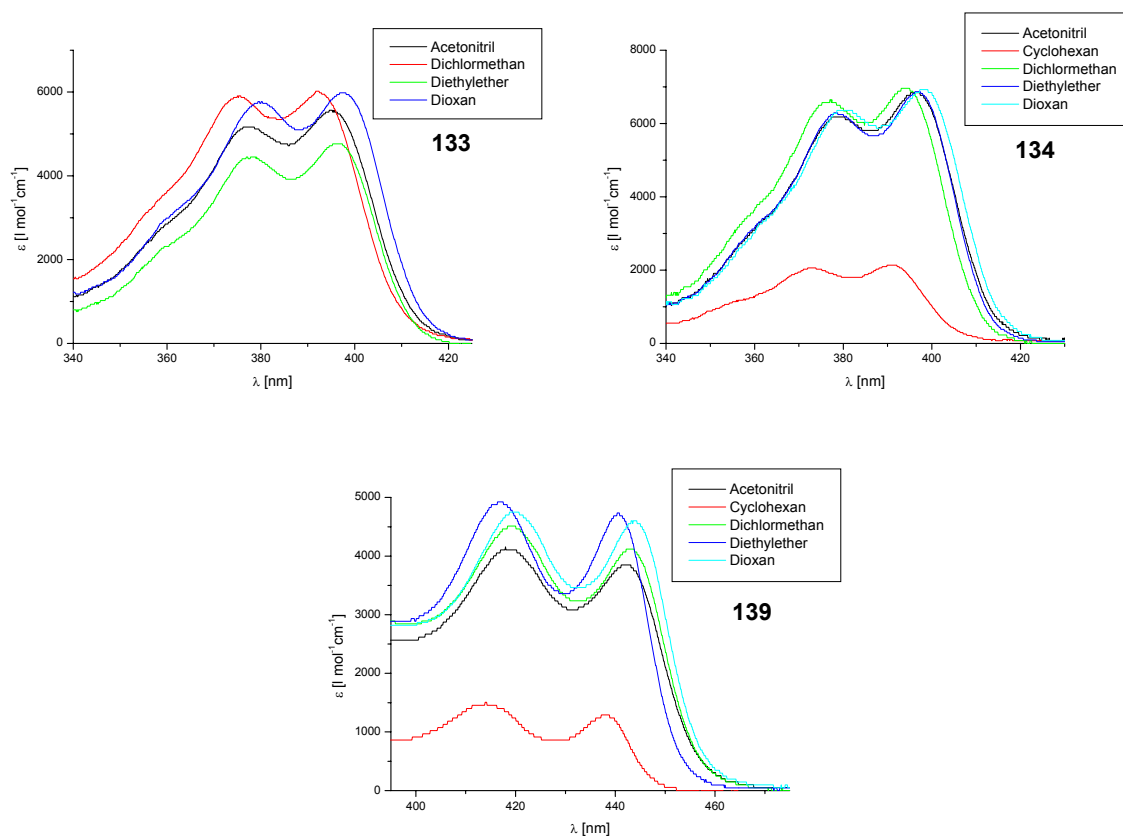 Acetonitril
Dichlormethan
Diethylether
Dioxan
133
6000
4000
2000
0
340
360
380
400
420
ε [l mol⁻¹cm⁻¹]
λ [nm]
Acetonitril
Cyclohexan
Dichlormethan
Diethylether
Dioxan
134
8000
6000
4000
2000
0
340
360
380
400
420
ε [l mol⁻¹cm⁻¹]
λ [nm]
Acetonitril
Cyclohexan
Dichlormethan
Diethylether
Dioxan
139
5000
4000
3000
2000
1000
0
400
420
440
460
ε [l mol⁻¹cm⁻¹]
λ [nm]